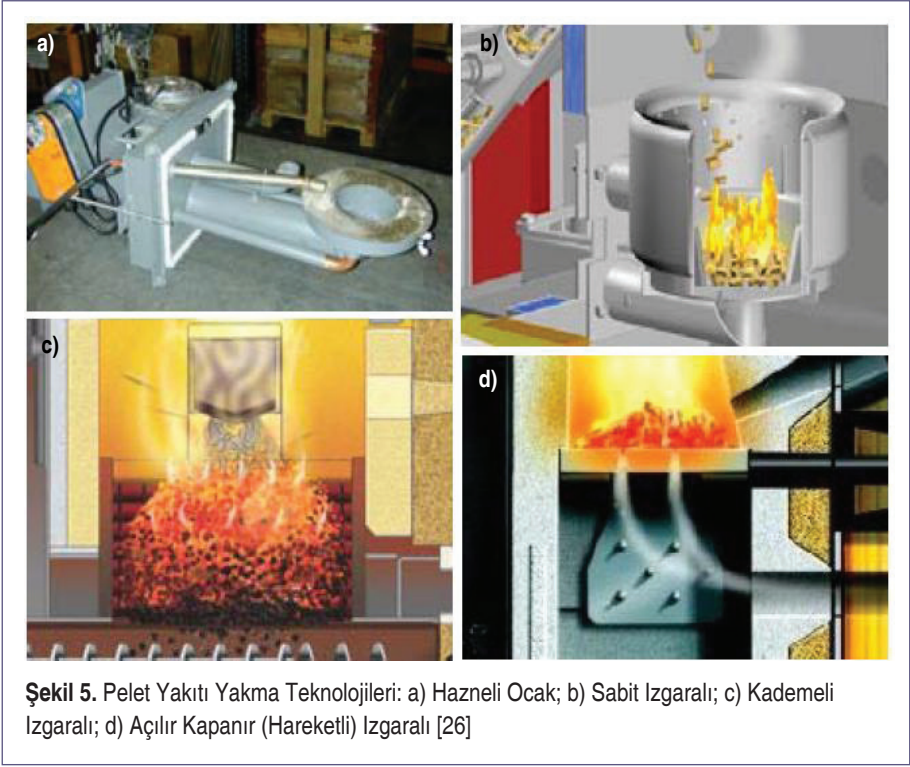 a)
b)
c)
d)
Şekil 5. Pelet Yakıtı Yakma Teknolojileri: a) Hazneli Ocak; b) Sabit Izgaralı; c) Kademeli
Izgaralı; d) Açılır Kapanır (Hareketli) Izgaralı [26]